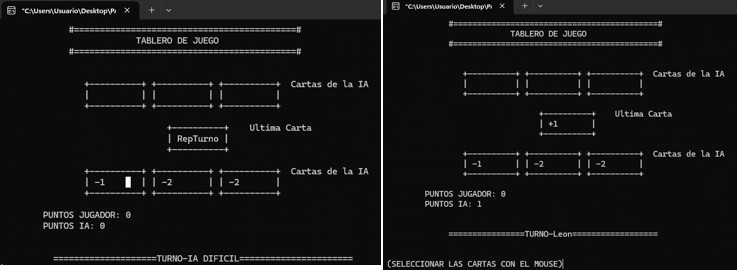 "C:\Users\Usuario\Desktop\P
TABLERO DE JUEGO
Cartas de la IA
Ultima Carta
RepTurno
Cartas de la IA
-1 -2 -2
PUNTOS JUGADOR: 0
PUNTOS IA: 0
====================TURNO-IA DIFICIL======================
"C:\Users\Usuario\Desktop\P
TABLERO DE JUEGO
Cartas de la IA
Ultima Carta
+1
Cartas de la IA
-1 -2 -2
PUNTOS JUGADOR: 0
PUNTOS IA: 1
================TURNO-Leon==================
(SELECCIONAR LAS CARTAS CON EL MOUSE)